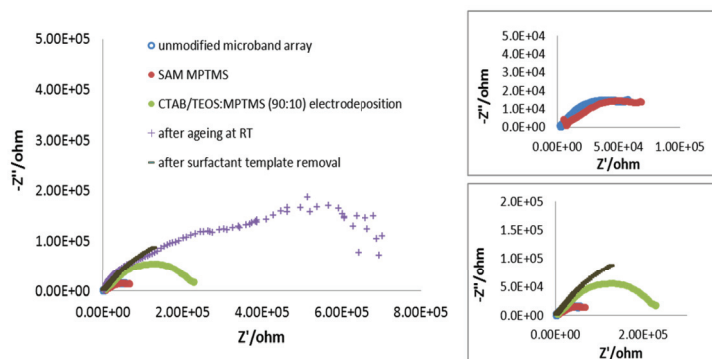 5.00E+05
4.00E+05
3.00E+05
2.00E+05
1.00E+05
0.00E+00
-Z''/ohm
unmodified microband array
SAM MPTMS
CTAB/TEOS:MPTMS (90:10) electrodeposition
after ageing at RT
after surfactant template removal
0.00E+00 2.00E+05 4.00E+05 6.00E+05 8.00E+05
Z'/ohm
5.0E+04
4.0E+04
3.0E+04
2.0E+04
1.0E+04
0.0E+00
-Z''/ohm
0.00E+00 5.00E+04 1.00E+05
Z'/ohm
2.0E+05
1.5E+05
1.0E+05
5.0E+04
0.0E+00
-Z''/ohm
0.00E+00 2.00E+05
Z'/ohm